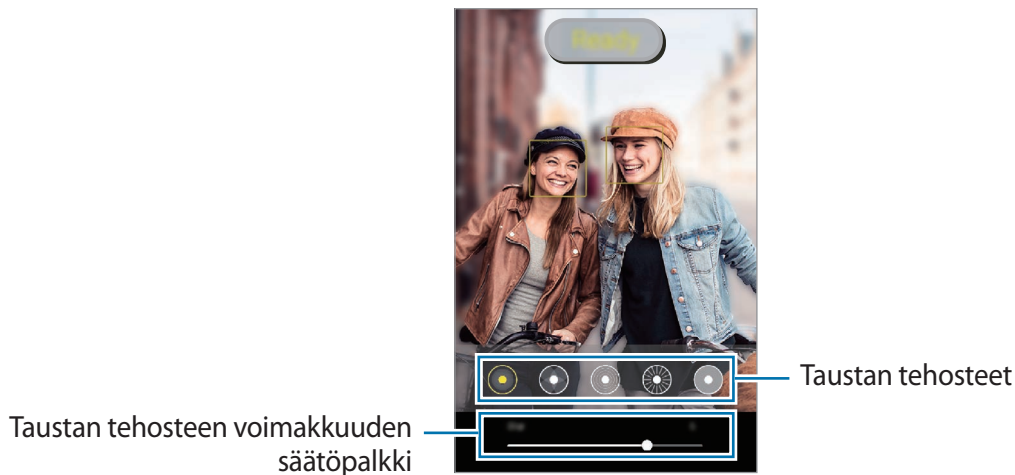 Ready
Taustan tehosteet
Taustan tehosteen voimakkuuden
säätöpalkki